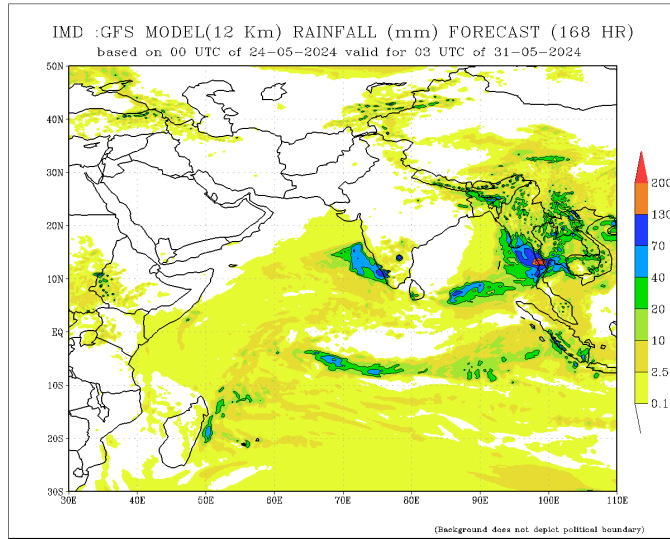 IMD :GFS MODEL(12 Km) RAINFALL (mm) FORECAST (168 HR)
based on 00 UTC of 24-05-2024 valid for 03 UTC of 31-05-2024
50N
40N
30N
20N
10N
EQ
10S
20S
30S
30E 40E 50E 60E 70E 80E 90E 100E 110E
200
130
70
40
20
10
2.5
0.1
(Background does not depict political boundary)